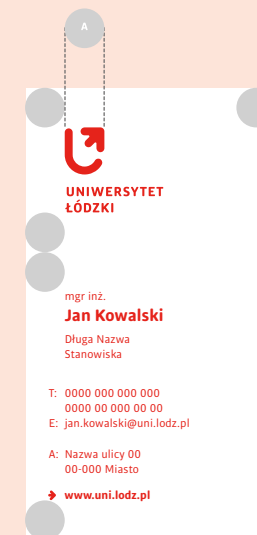 A
UNIWERSYTET
ŁÓDZKI
mgr inż.
Jan Kowalski
Długa Nazwa
Stanowiska
T: 0000 000 000 000
0000 00 000 00 00
E: jan.kowalski@uni.lodz.pl
A: Nazwa ulicy 00
00-000 Miasto
www.uni.lodz.pl